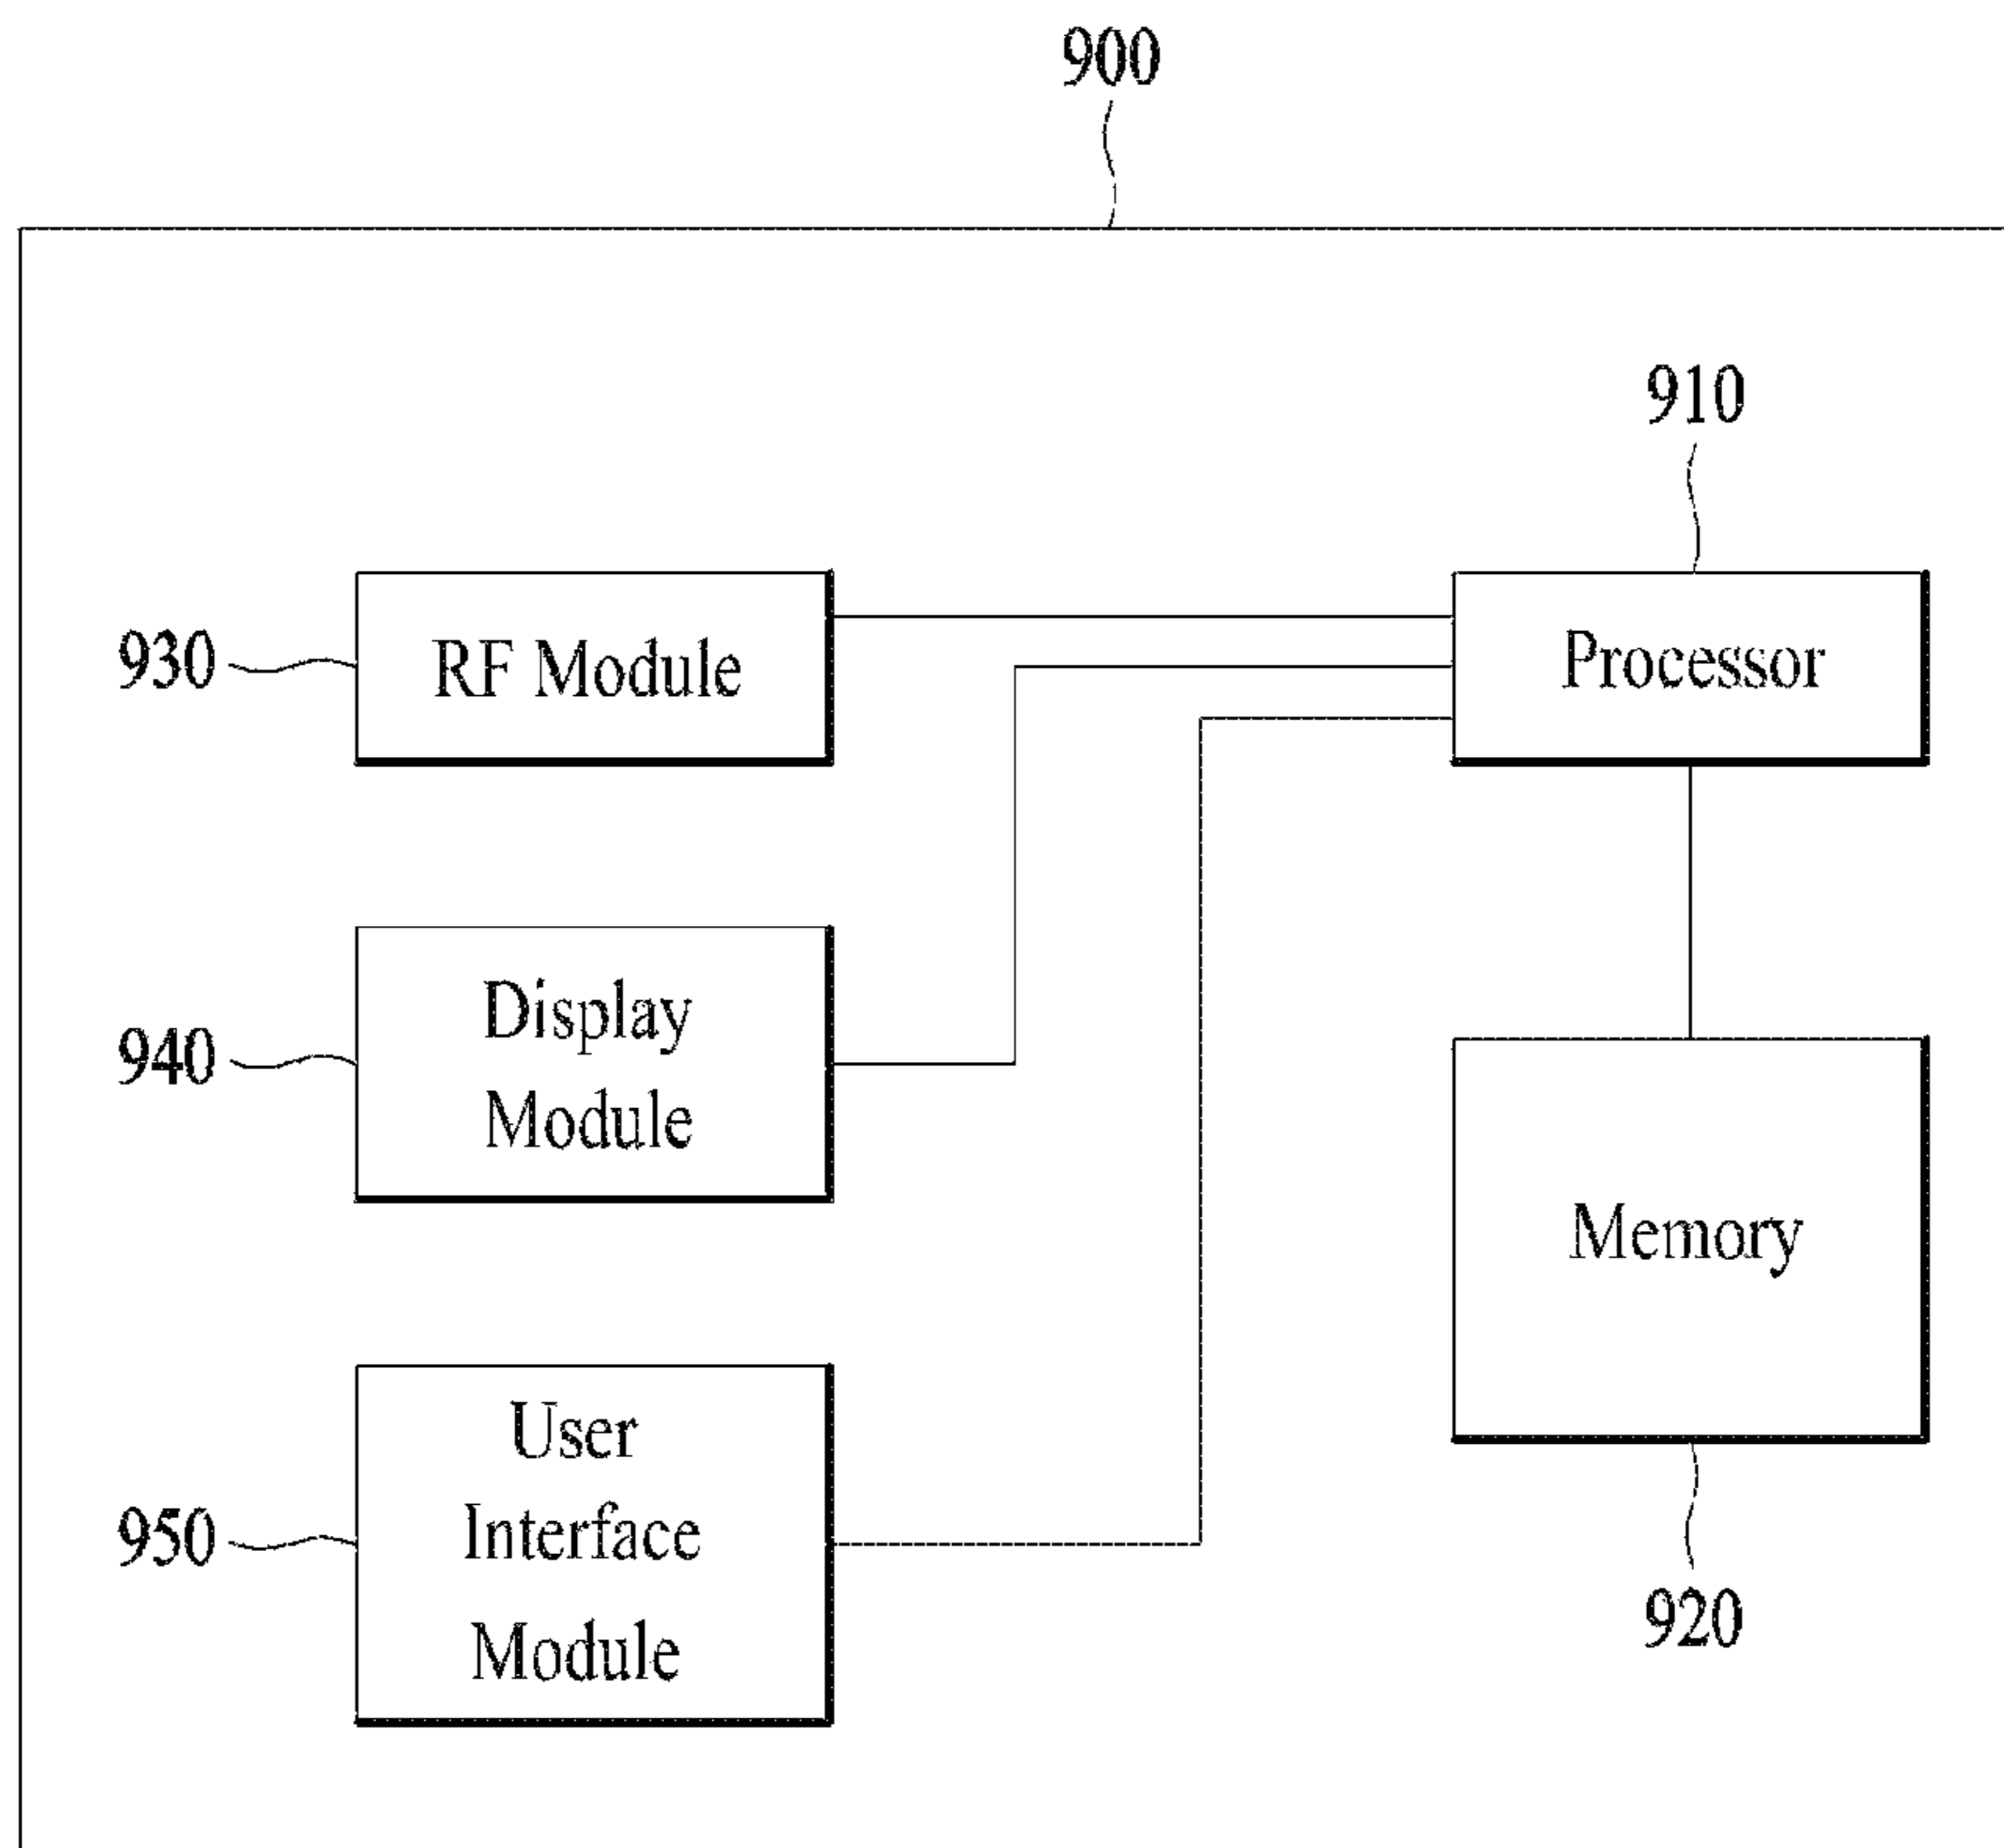 900
910
930
RF Module
Processor
940
Display
Module
Memory
950
User
Interface
Module
920